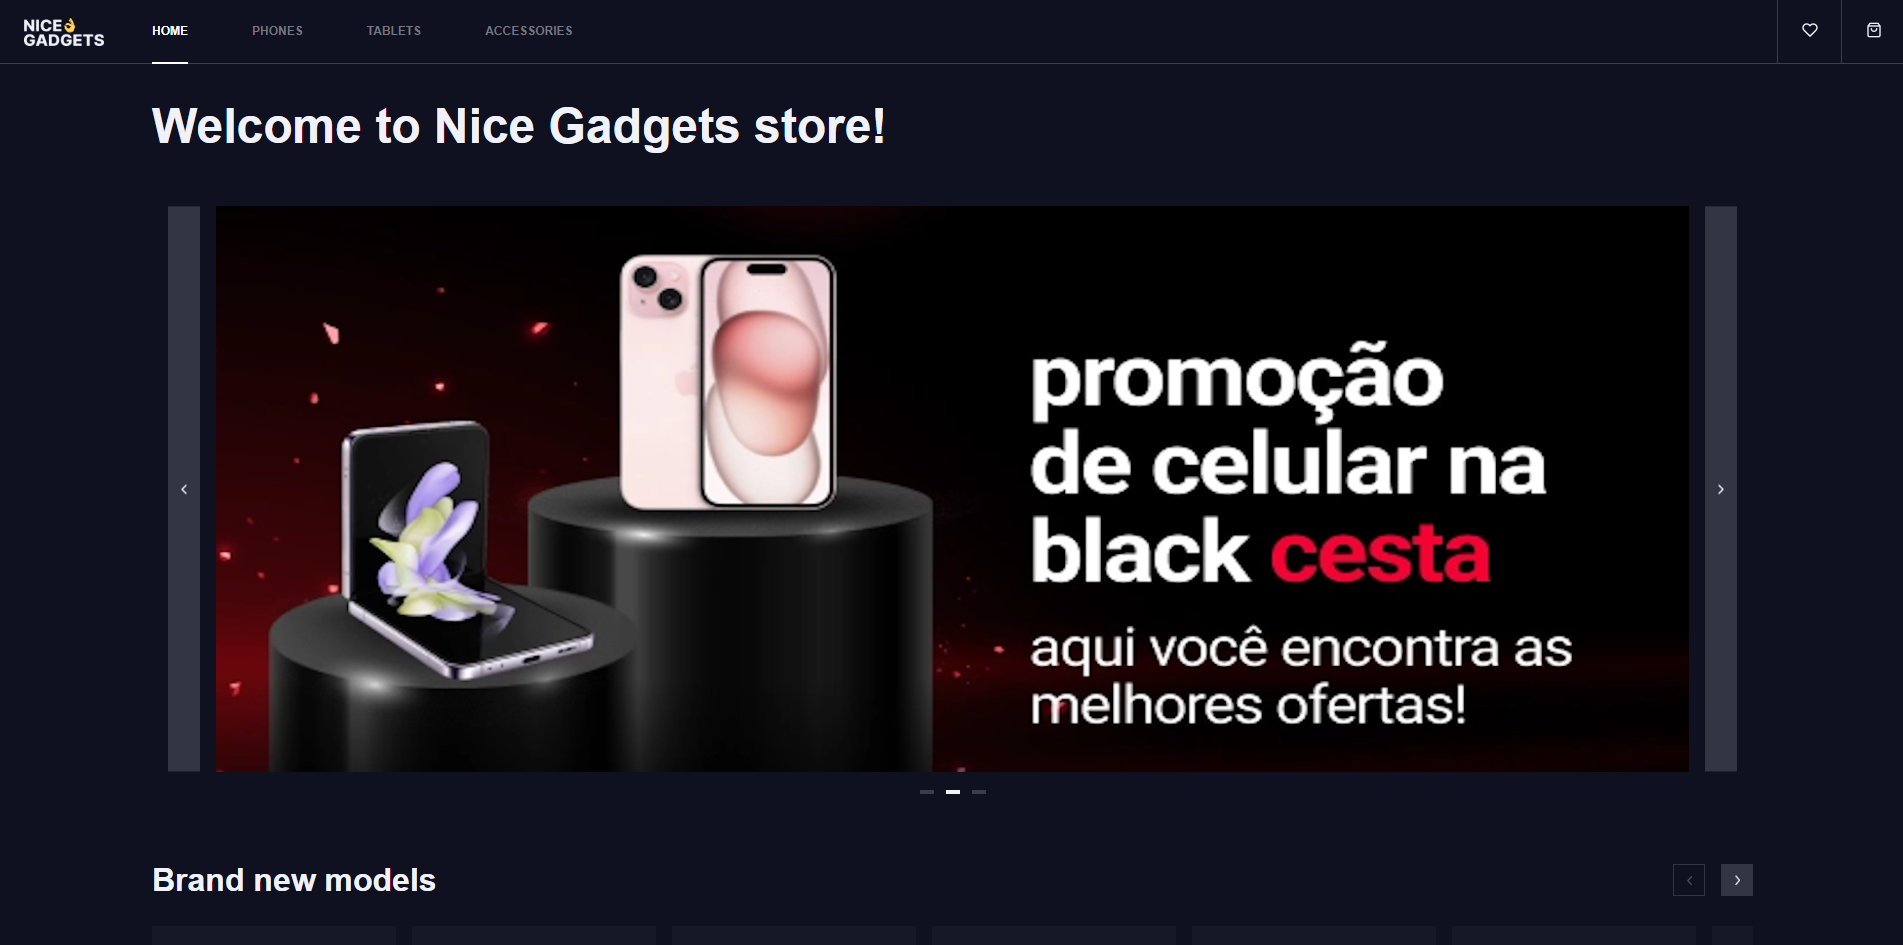 NICE
GADGETS
HOME
PHONES
TABLETS
ACCESSORIES
Welcome to Nice Gadgets store!
promoção
de celular na
black cesta
aqui você encontra as
melhores ofertas!
Brand new models